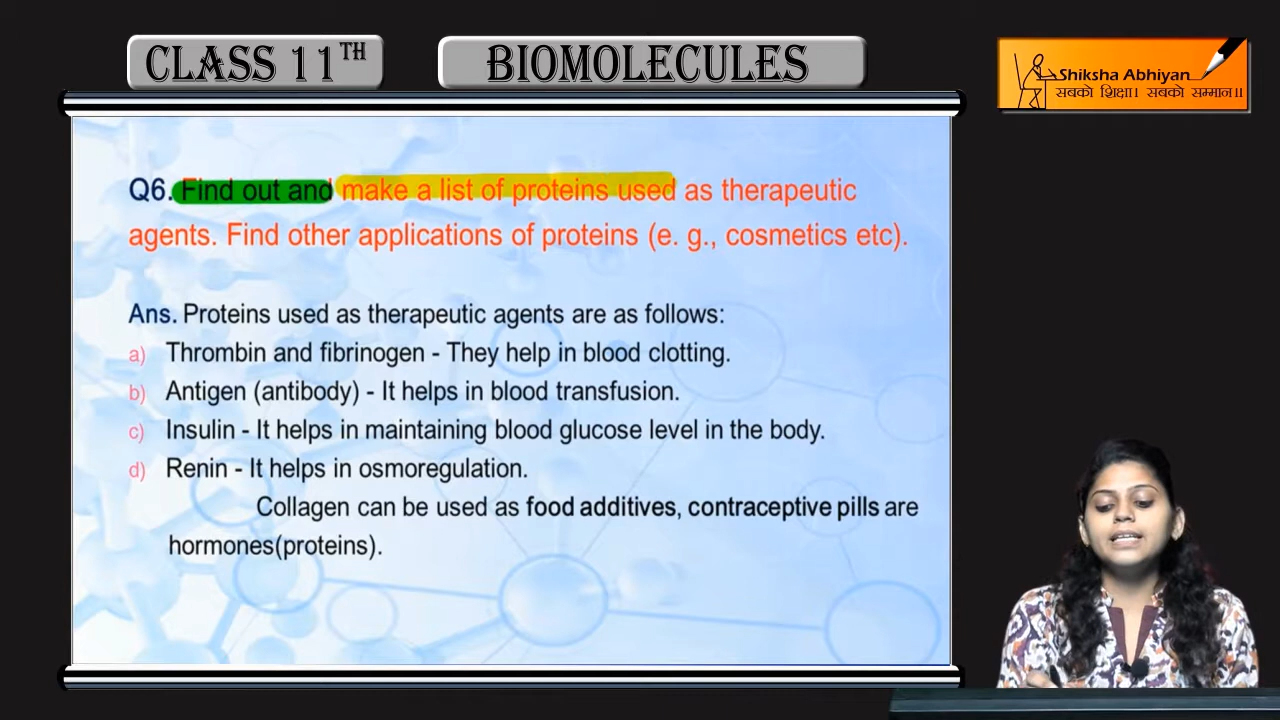 CLASS 11TH
BIOMOLECULES
Shiksha Abhiyan
सबको शिक्षा। सबको सम्मान।।
Q6. Find out and make a list of proteins used as therapeutic
agents. Find other applications of proteins (e. g., cosmetics etc).
Ans. Proteins used as therapeutic agents are as follows:
a) Thrombin and fibrinogen - They help in blood clotting.
b) Antigen (antibody) - It helps in blood transfusion.
c) Insulin - It helps in maintaining blood glucose level in the body.
d) Renin - It helps in osmoregulation.
Collagen can be used as food additives, contraceptive pills are
hormones(proteins).